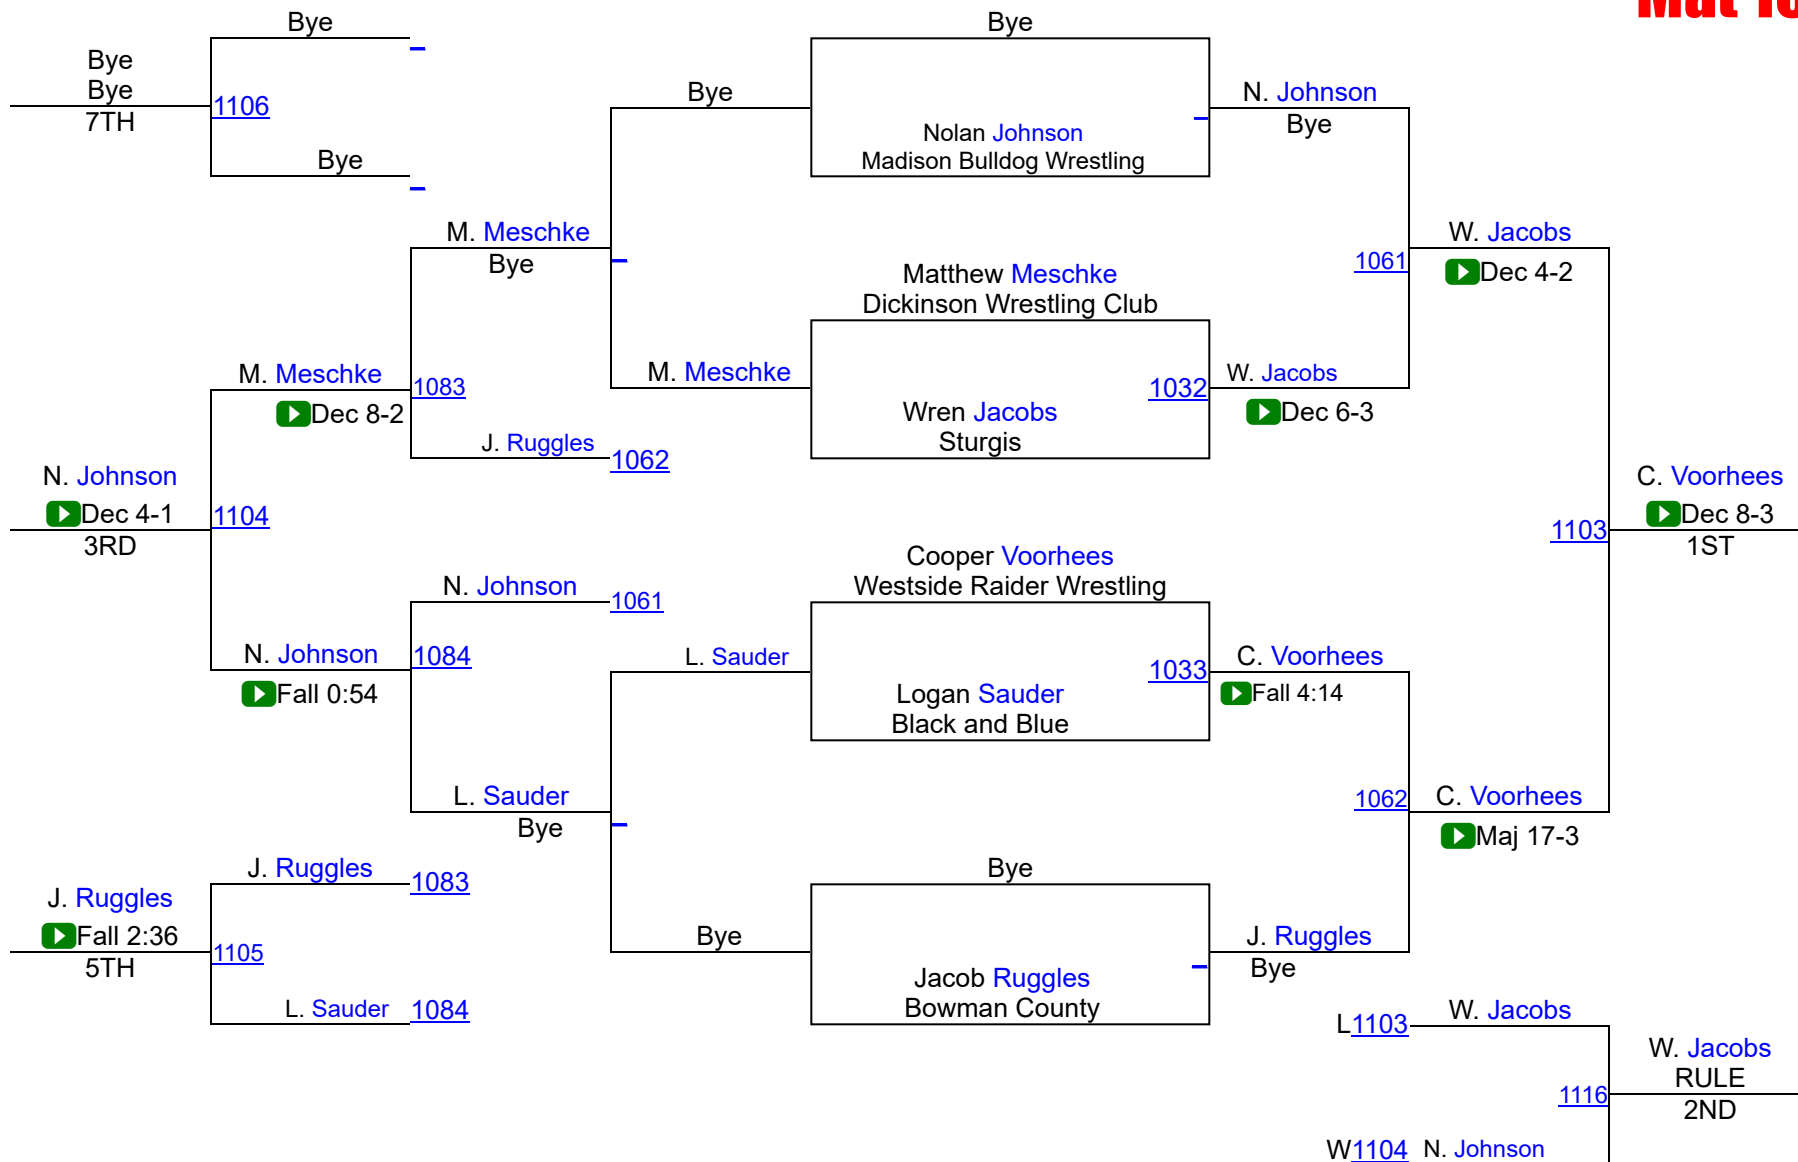 Bye
Bye
Mat
Bye
Bye
1106
7TH
Bye
Bye
Nolan Johnson
Madison Bulldog Wrestling
N. Johnson
Bye
M. Meschke
Bye
Matthew Meschke
Dickinson Wrestling Club
1061
W. Jacobs
Dec 4-2
M. Meschke
Dec 8-2
1083
J. Ruggles
1062
M. Meschke
1032
Wren Jacobs
Sturgis
W. Jacobs
Dec 6-3
N. Johnson
Dec 4-1
3RD
1104
C. Voorhees
Dec 8-3
1ST
1103
Cooper Voorhees
Westside Raider Wrestling
N. Johnson
1061
N. Johnson
Fall 0:54
1084
L. Sauder
1033
Logan Sauder
Black and Blue
C. Voorhees
Fall 4:14
L. Sauder
Bye
1062
C. Voorhees
Maj 17-3
J. Ruggles
1083
J. Ruggles
Fall 2:36
5TH
1105
L. Sauder
1084
Bye
Bye
Jacob Ruggles
Bowman County
J. Ruggles
Bye
L1103
W. Jacobs
1116
W. Jacobs
RULE
2ND
W1104
N. Johnson